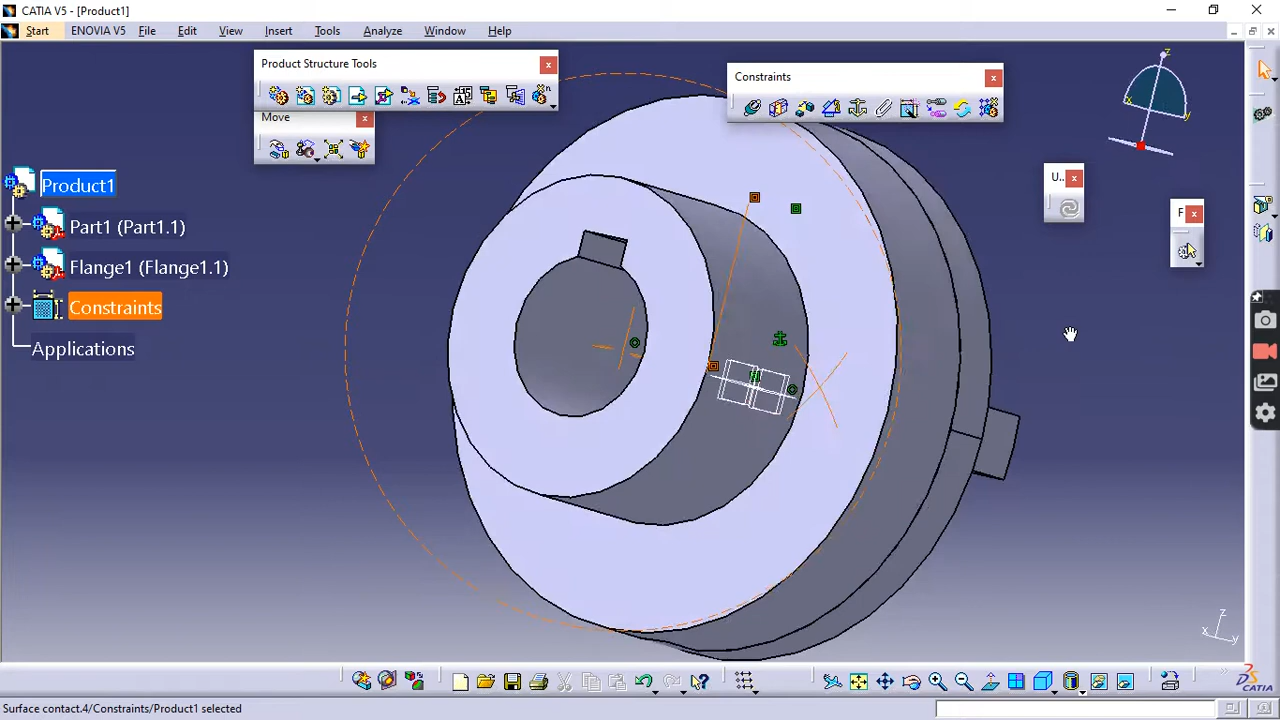 CATIA V5 - [Product1]
Start ENOVIA V5 File Edit View Insert Tools Analyze Window Help
Product Structure Tools
Constraints
Move
U..
F
Product1
Part1 (Part1.1)
Flange1 (Flange1.1)
Constraints
Applications
z
x
y
z
x
y
CATIA
Surface contact.4/Constraints/Product1 selected